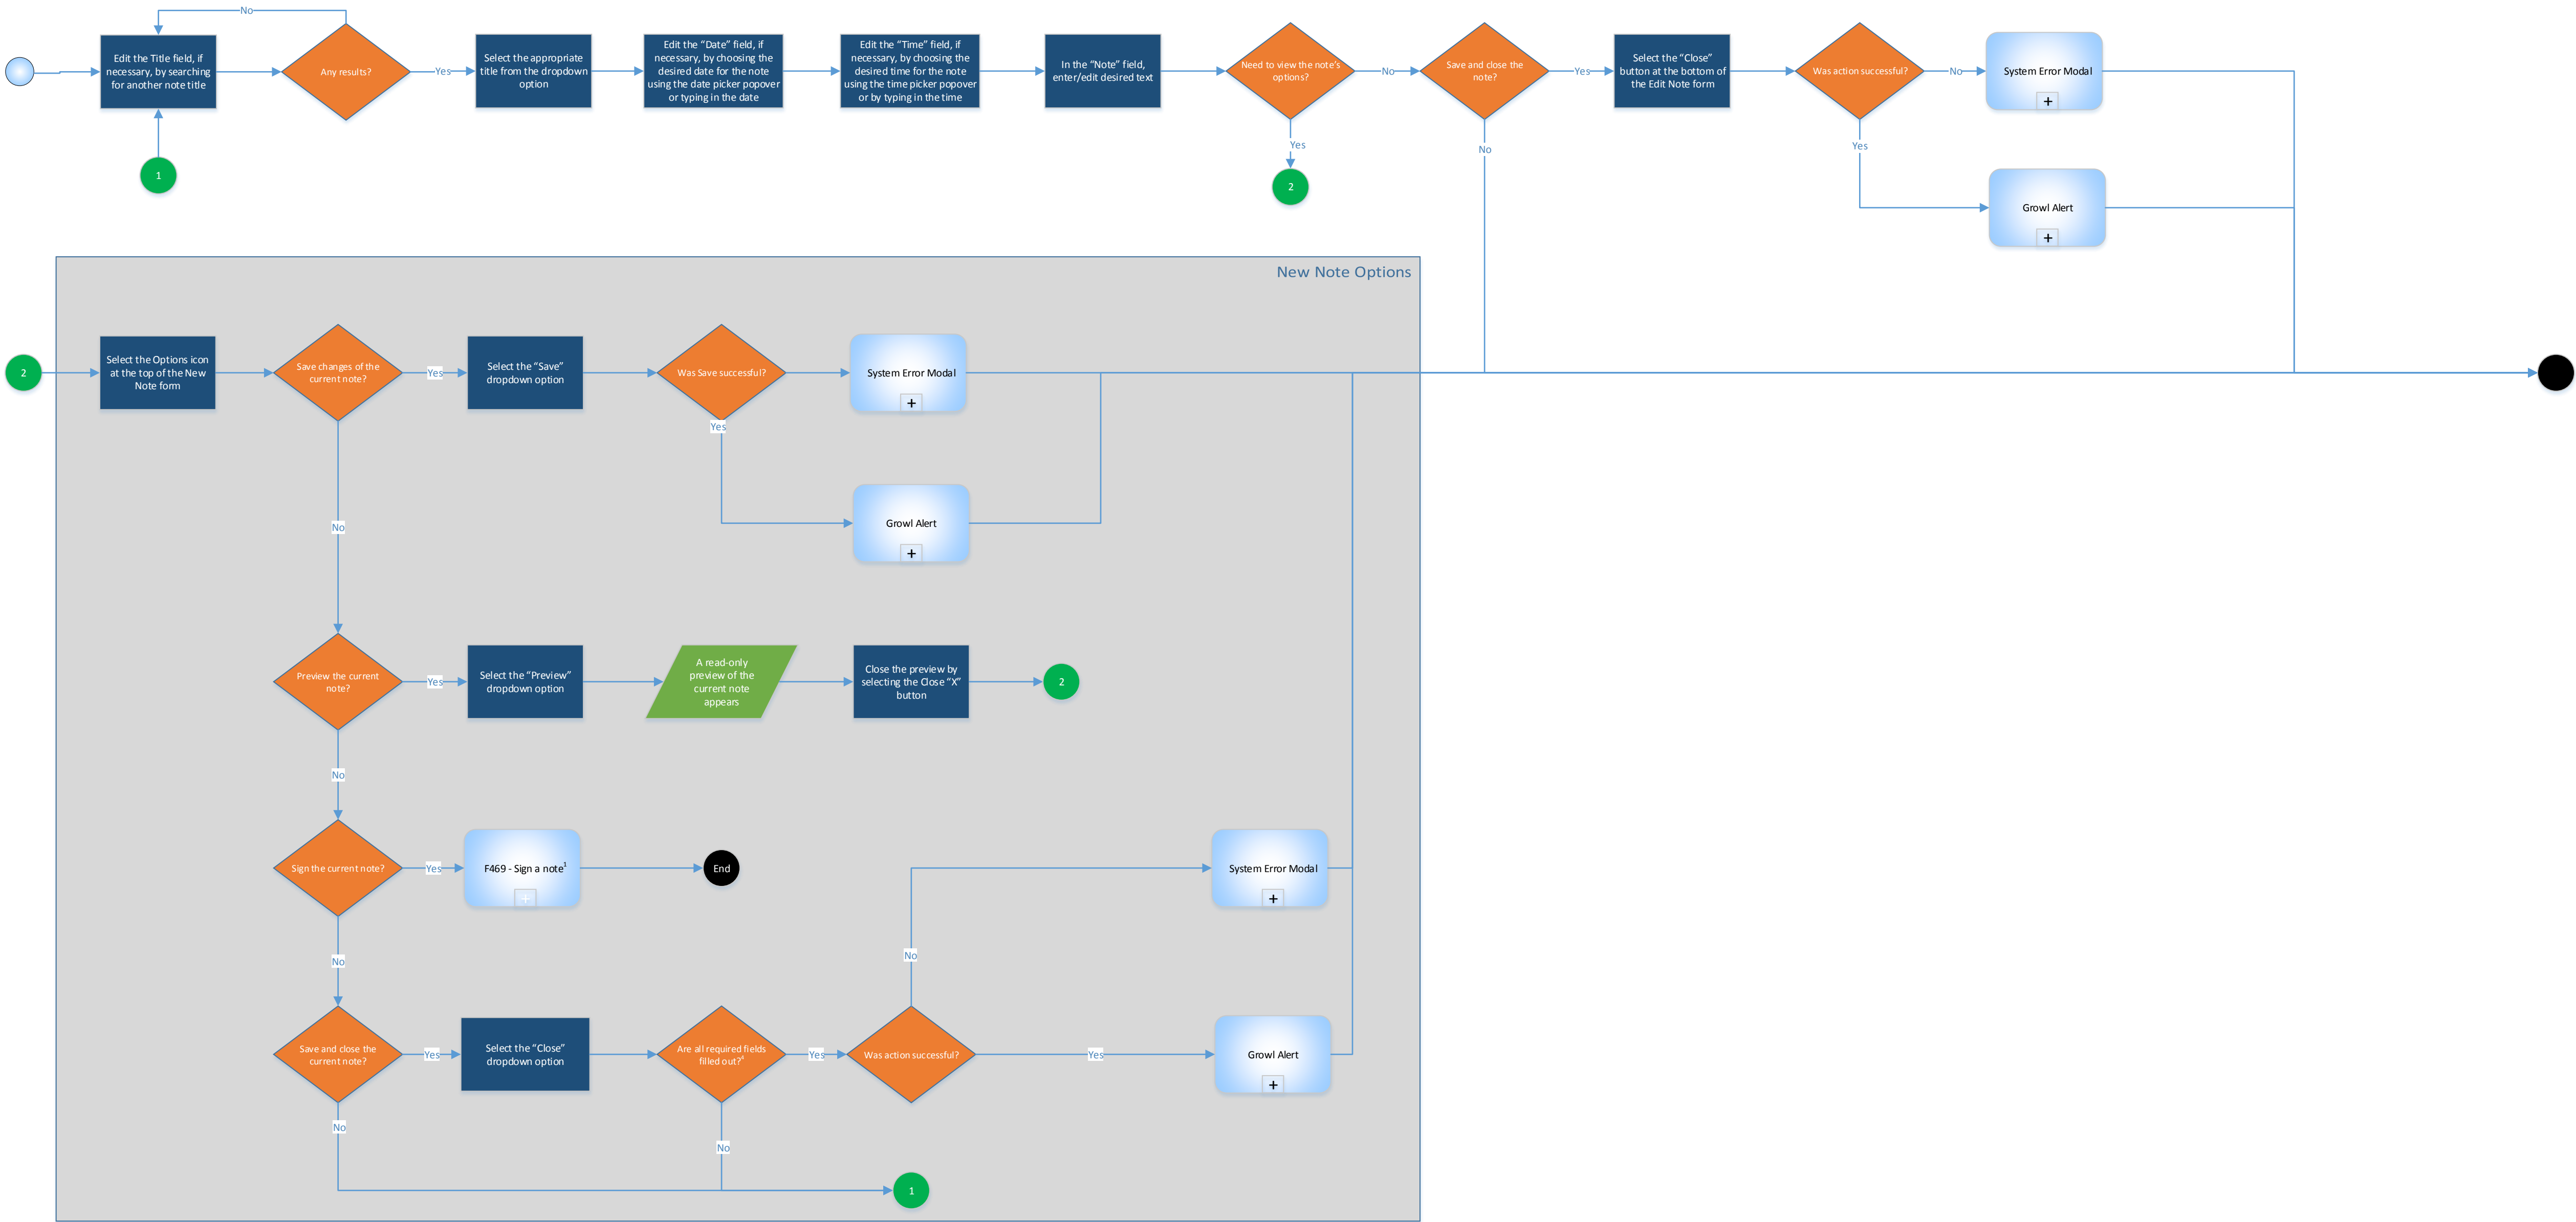 No
Edit the Title field, if
necessary, by searching
for another note title
Any results?
Yes
Select the appropriate
title from the dropdown
option
Edit the “Date” field, if
necessary, by choosing the
desired date for the note
using the date picker popover
or typing in the date
Edit the “Time” field, if
necessary, by choosing the
desired time for the note
using the time picker popover
or by typing in the time
In the “Note” field,
enter/edit desired text
Need to view the note’s
options?
No
Save and close the
note?
Yes
Select the “Close”
button at the bottom of
the Edit Note form
Was action successful?
No
System Error Modal
+
1
Yes
2
No
Yes
Growl Alert
+
New Note Options
2
Select the Options icon
at the top of the New
Note form
Save changes of the
current note?
Yes
Select the “Save”
dropdown option
Was Save successful?
System Error Modal
+
Yes
Growl Alert
+
No
Preview the current
note?
Yes
Select the “Preview”
dropdown option
A read-only
preview of the
current note
appears
Close the preview by
selecting the Close “X”
button
2
No
Sign the current note?
Yes
F469 - Sign a note¹
+
End
System Error Modal
+
No
No
Save and close the
current note?
Yes
Select the “Close”
dropdown option
Are all required fields
filled out?⁴
Yes
Was action successful?
Yes
Growl Alert
+
No
No
1